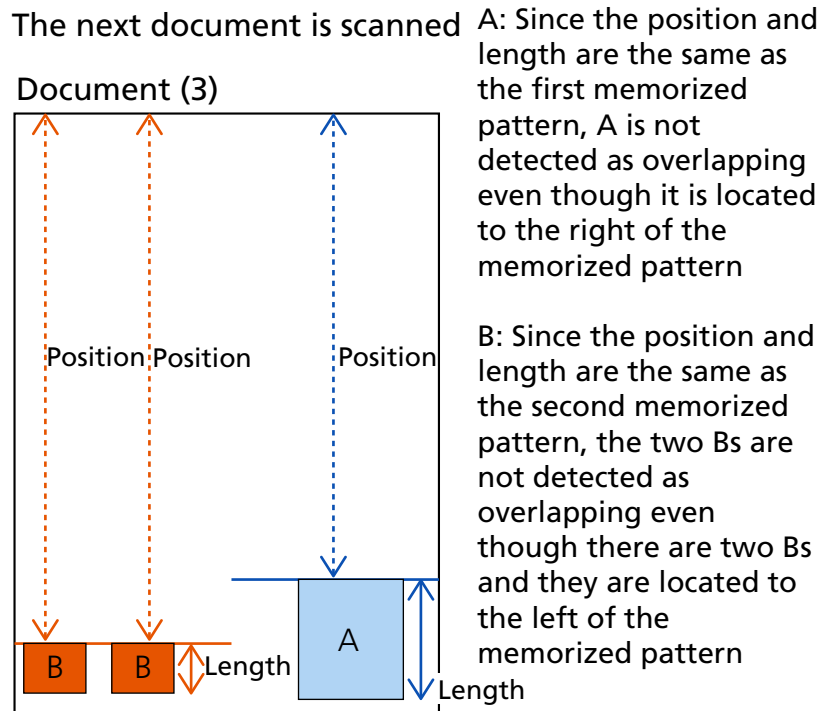 The next document is scanned
Document (3)
Position
Position
Position
B
B
Length
A
Length
A: Since the position and
length are the same as
the first memorized
pattern, A is not
detected as overlapping
even though it is located
to the right of the
memorized pattern
B: Since the position and
length are the same as
the second memorized
pattern, the two Bs are
not detected as
overlapping even
though there are two Bs
and they are located to
the left of the
memorized pattern